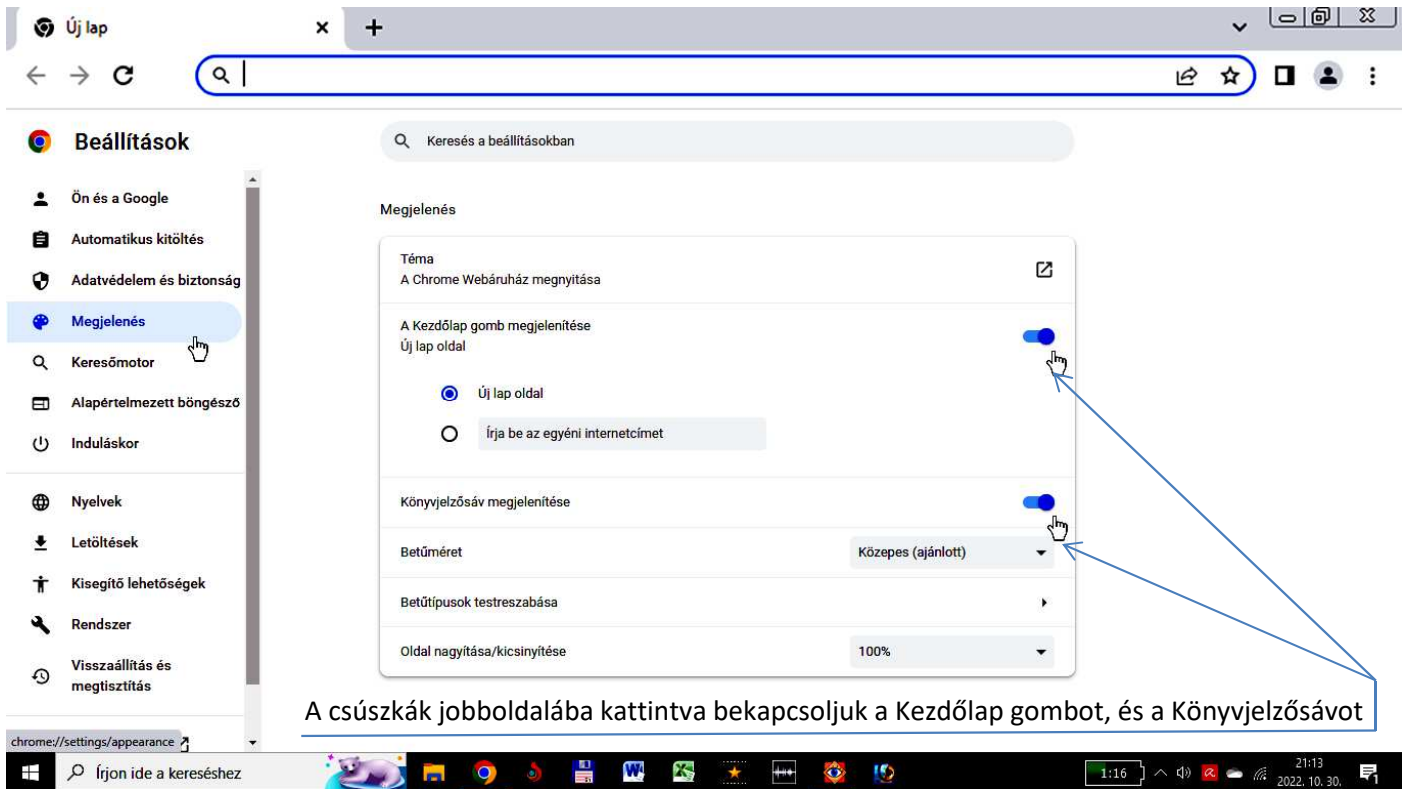 Új lap
Beállítások
Keresés a beállításokban
Ön és a Google
Automatikus kitöltés
Adatvédelem és biztonság
Megjelenés
Keresőmotor
Alapértelmezett böngésző
Induláskor
Nyelvek
Letöltések
Kisegítő lehetőségek
Rendszer
Visszaállítás és
megtisztítás
chrome://settings/appearance
Megjelenés
Téma
A Chrome Webáruház megnyitása
A Kezdőlap gomb megjelenítése
Új lap oldal
Új lap oldal
Írja be az egyéni internetcímet
Könyvjelzősáv megjelenítése
Betűméret
Közepes (ajánlott)
Betűtípusok testreszabása
Oldal nagyítása/kicsinyítése
100%
A csúszkák jobboldalába kattintva bekapcsoljuk a Kezdőlap gombot, és a Könyvjelzősávot
Írjon ide a kereséshez
1:16
21:13
2022. 10. 30.
1